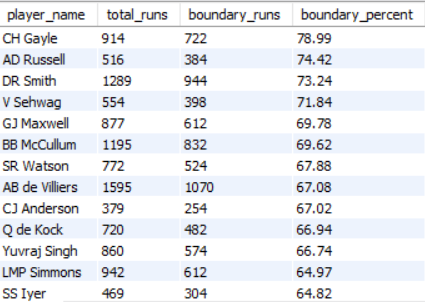 player_name total_runs boundary_runs boundary_percent
CH Gayle 914 722 78.99
AD Russell 516 384 74.42
DR Smith 1289 944 73.24
V Sehwag 554 398 71.84
GJ Maxwell 877 612 69.78
BB McCullum 1195 832 69.62
SR Watson 772 524 67.88
AB de Villiers 1595 1070 67.08
CJ Anderson 379 254 67.02
Q de Kock 720 482 66.94
Yuvraj Singh 860 574 66.74
LMP Simmons 942 612 64.97
SS Iyer 469 304 64.82